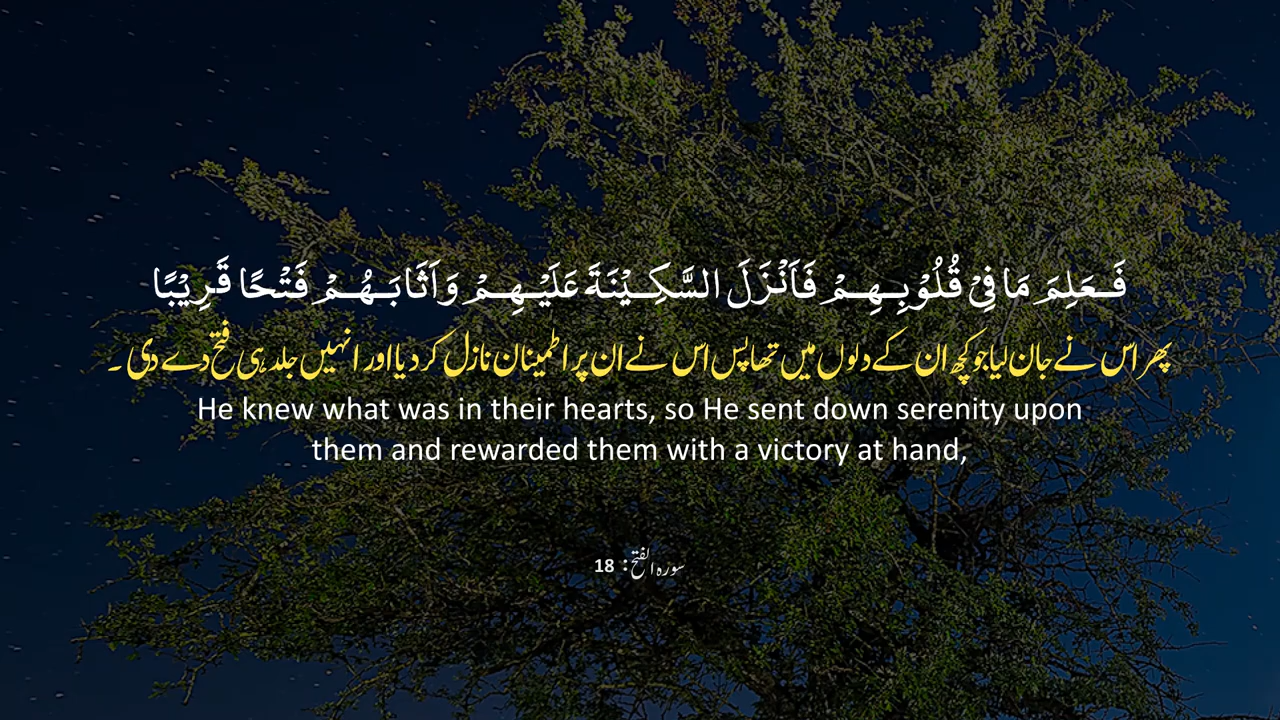 فَعَلِمَ مَا فِيْ قُلُوْبِهِمْ فَاَنْزَلَ السَّكِيْنَةَ عَلَيْهِمْ وَاَثَابَهُمْ فَتْحًا قَرِيْبًا
پھر اس نے جان لیا جو کچھ ان کے دلوں میں تھا پس اس نے ان پر اطمینان نازل کر دیا اور انہیں جلد ہی فتح دے دی ۔
He knew what was in their hearts, so He sent down serenity upon
them and rewarded them with a victory at hand,
سورہ الفتح: 18